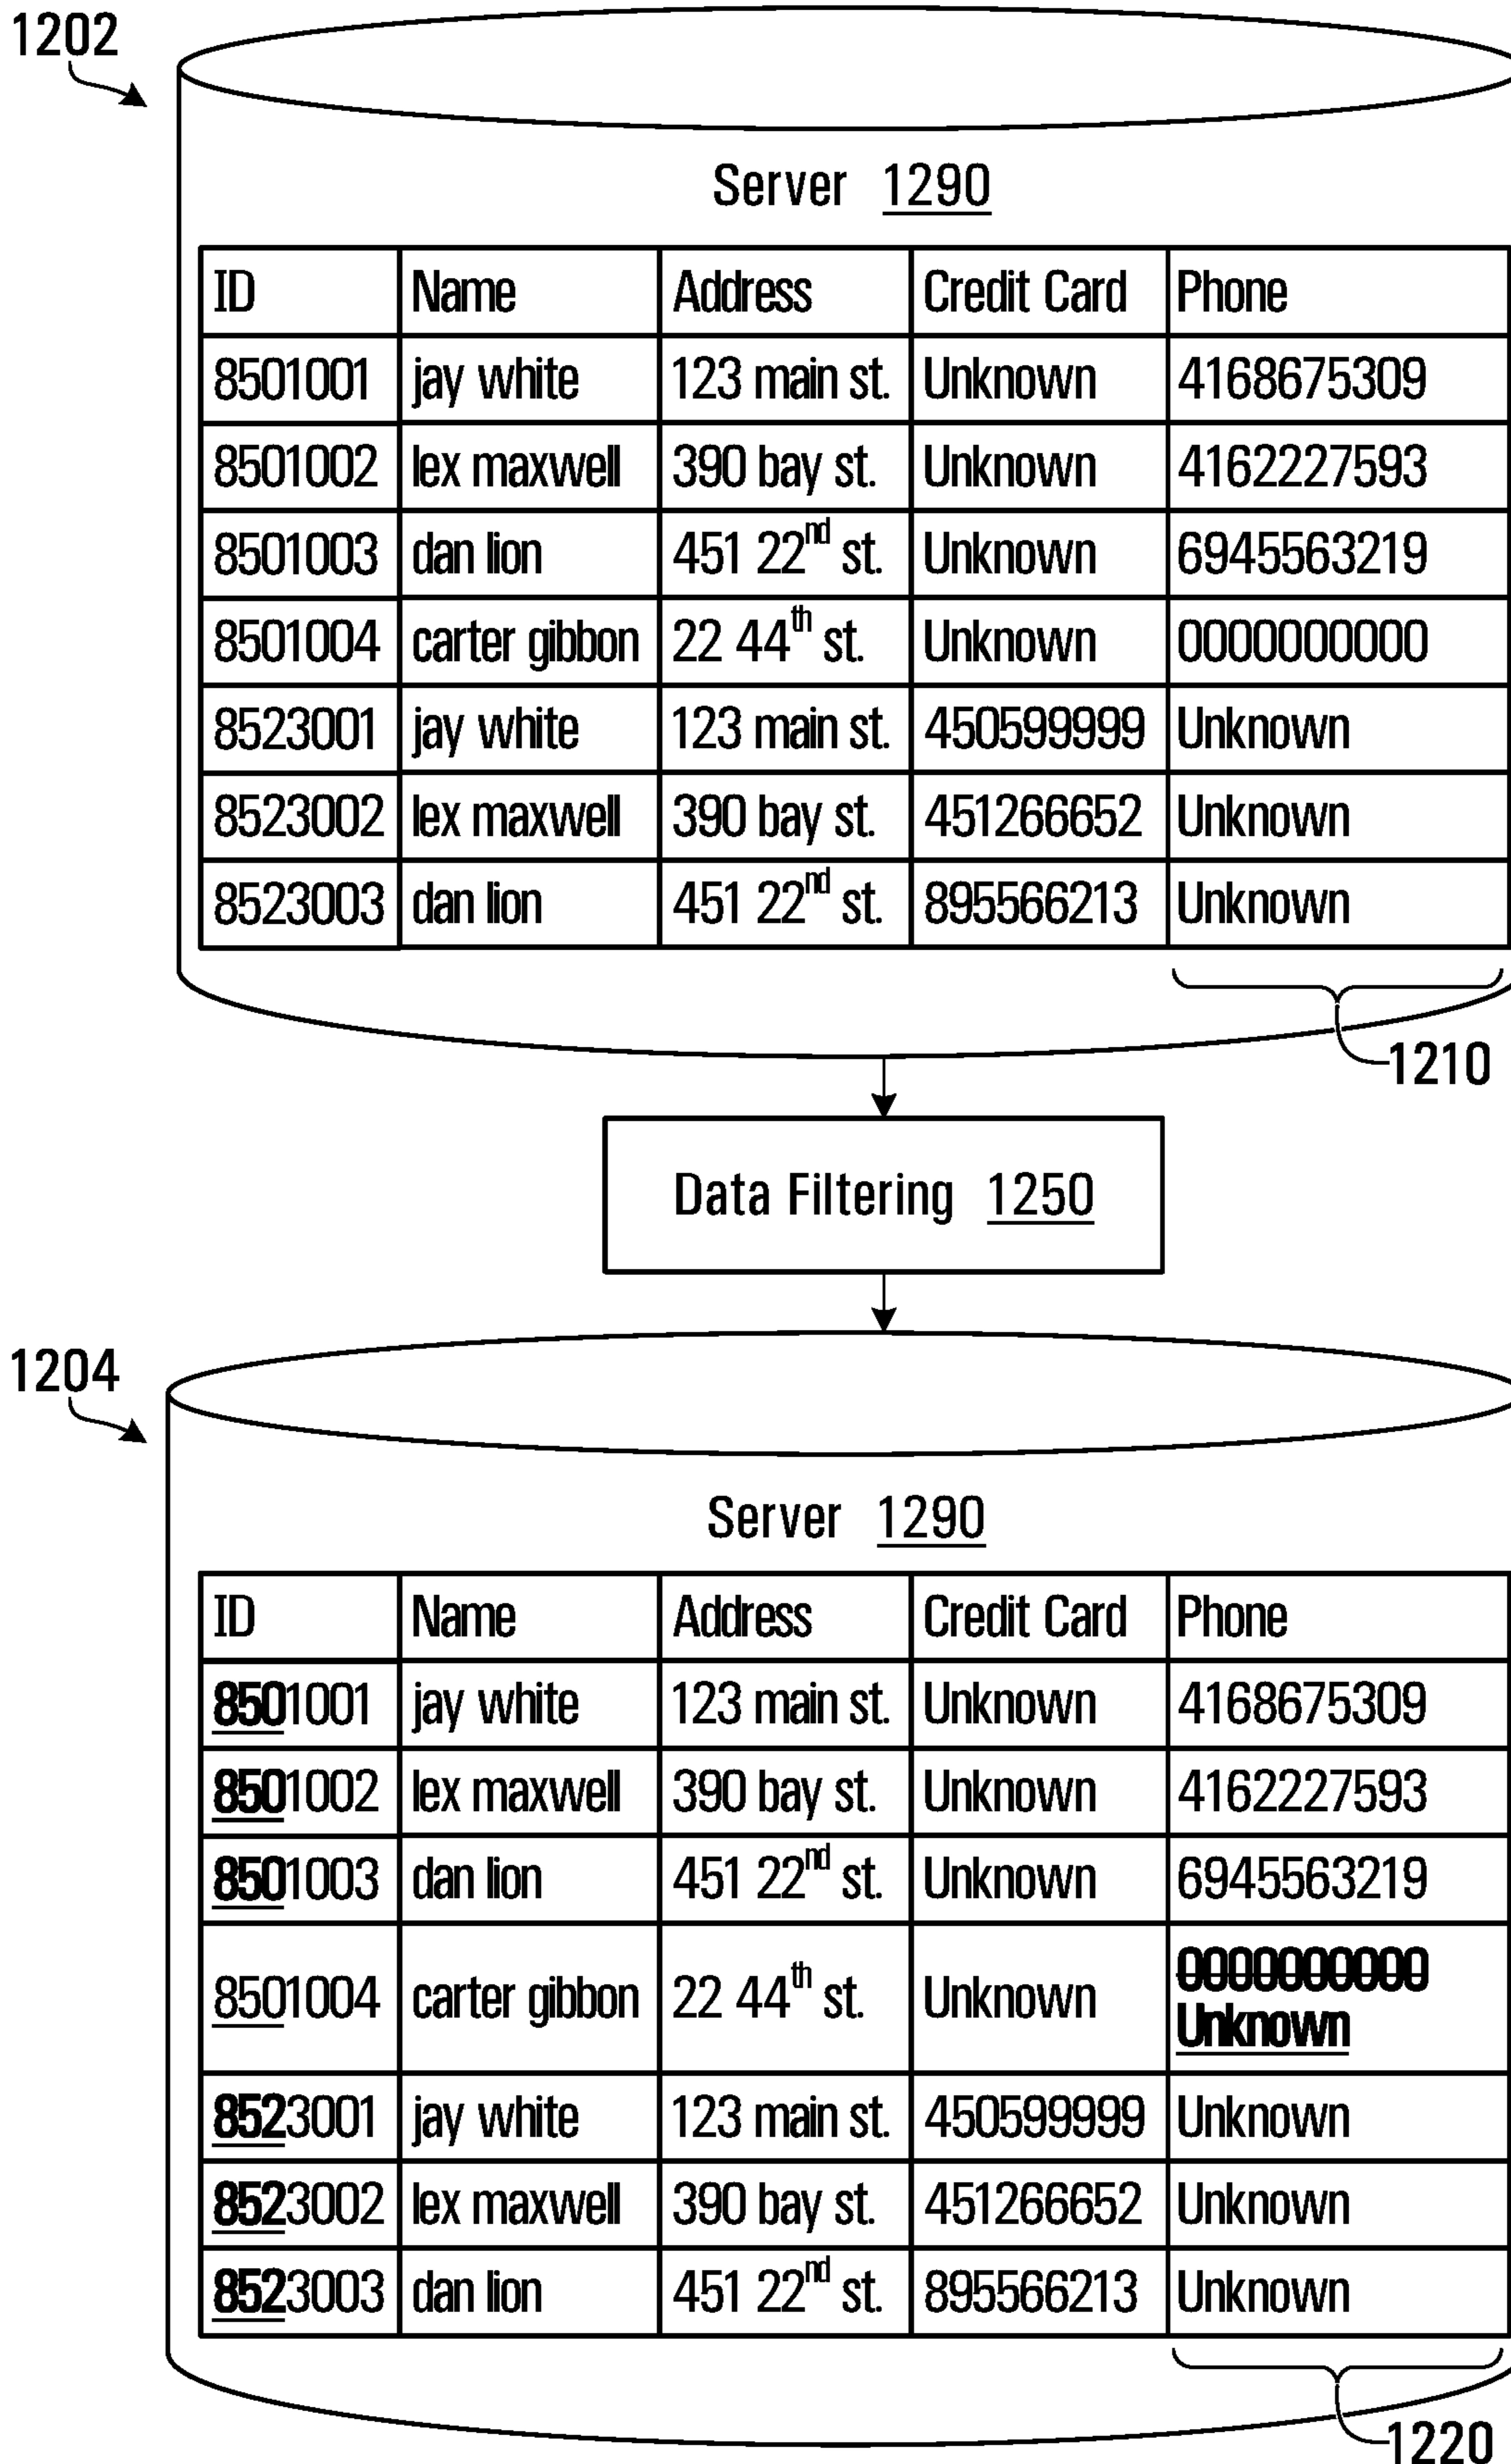 1202
Server 1290
ID Name Address Credit Card Phone
8501001 jay white 123 main st. Unknown 4168675309
8501002 lex maxwell 390 bay st. Unknown 4162227593
8501003 dan lion 451 22nd st. Unknown 6945563219
8501004 carter gibbon 22 44th st. Unknown 0000000000
8523001 jay white 123 main st. 450599999 Unknown
8523002 lex maxwell 390 bay st. 451266652 Unknown
8523003 dan lion 451 22nd st. 895566213 Unknown
1210
Data Filtering 1250
1204
Server 1290
ID Name Address Credit Card Phone
8501001 jay white 123 main st. Unknown 4168675309
8501002 lex maxwell 390 bay st. Unknown 4162227593
8501003 dan lion 451 22nd st. Unknown 6945563219
8501004 carter gibbon 22 44th st. Unknown 0000000000
Unknown
8523001 jay white 123 main st. 450599999 Unknown
8523002 lex maxwell 390 bay st. 451266652 Unknown
8523003 dan lion 451 22nd st. 895566213 Unknown
1220